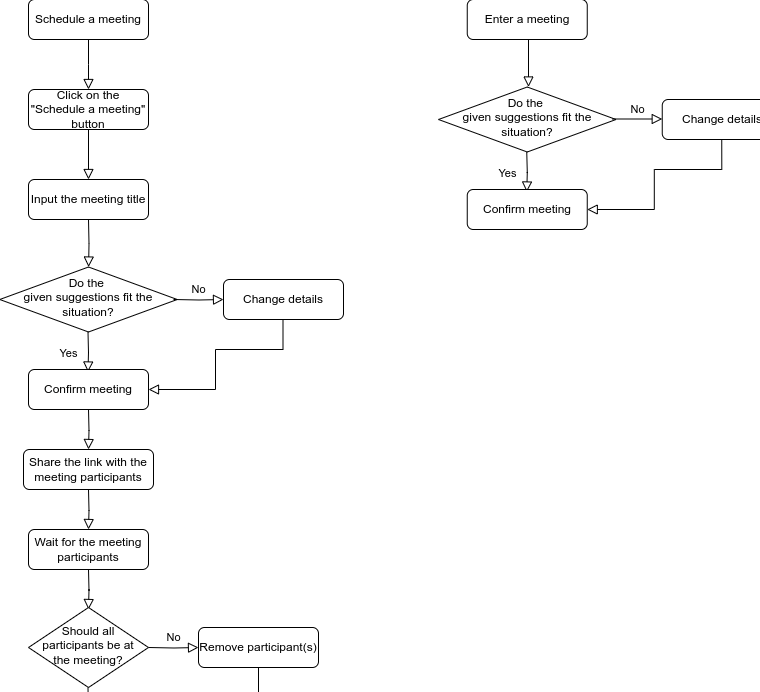 Schedule a meeting
Click on the
"Schedule a meeting"
button
Input the meeting title
Do the
given suggestions fit the
situation?
No
Change details
Yes
Confirm meeting
Share the link with the
meeting participants
Wait for the meeting
participants
Should all
participants be at
the meeting?
No
Remove participant(s)
Enter a meeting
Do the
given suggestions fit the
situation?
No
Change details
Yes
Confirm meeting